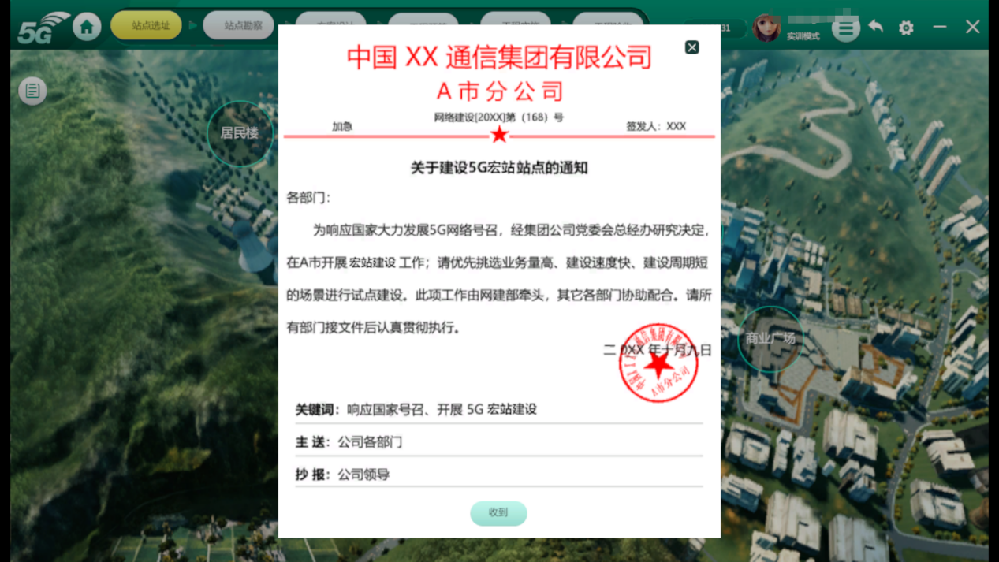 5G
站点选址
站点勘察
31
实训模式
居民楼
商业广场
中国 XX 通信集团有限公司
A 市 分 公 司
网络建设[20XX]第（168）号
加急
签发人：XXX
关于建设5G宏站站点的通知
各部门：
为响应国家大力发展5G网络号召，经集团公司党委会总经办研究决定，
在A市开展 宏站建设 工作；请优先挑选业务量高、建设速度快、建设周期短
的场景进行试点建设。此项工作由网建部牵头，其它各部门协助配合。请所
有部门接文件后认真贯彻执行。
二 0XX 年十月九日
A市分公司
关键词：响应国家号召、开展 5G 宏站建设
主 送：公司各部门
抄 报：公司领导
收到